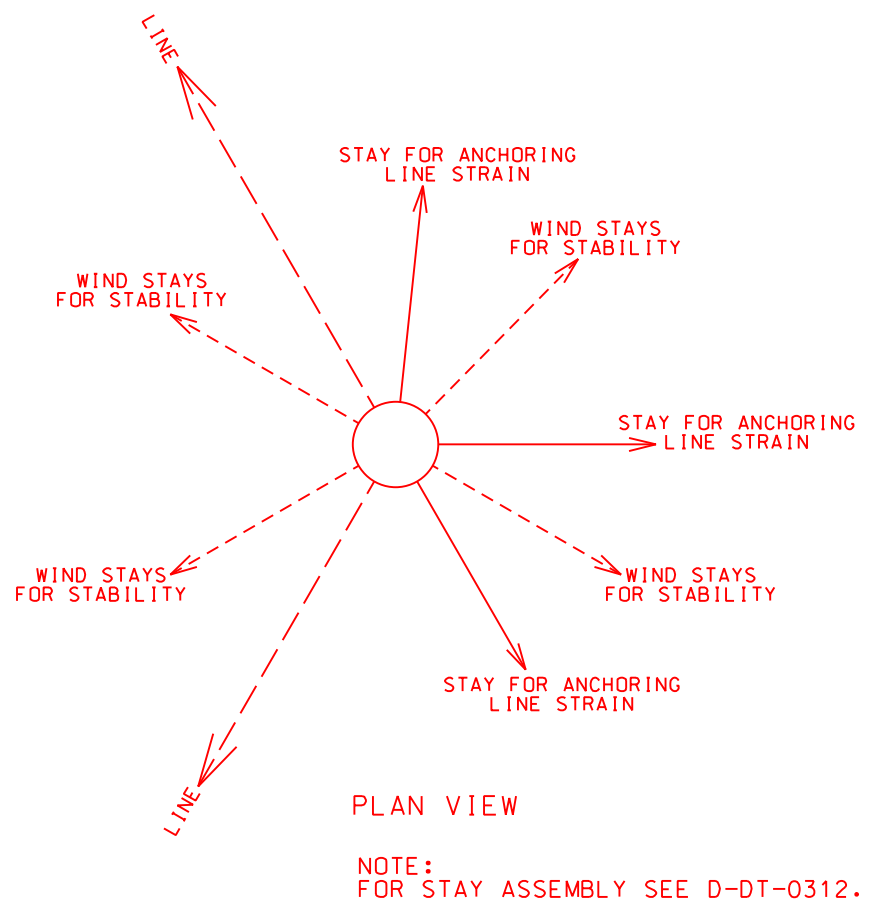 LINE
STAY FOR ANCHORING
LINE STRAIN
WIND STAYS
FOR STABILITY
WIND STAYS
FOR STABILITY
STAY FOR ANCHORING
LINE STRAIN
WIND STAYS
FOR STABILITY
WIND STAYS
FOR STABILITY
STAY FOR ANCHORING
LINE STRAIN
LINE
PLAN VIEW
NOTE:
FOR STAY ASSEMBLY SEE D-DT-0312.